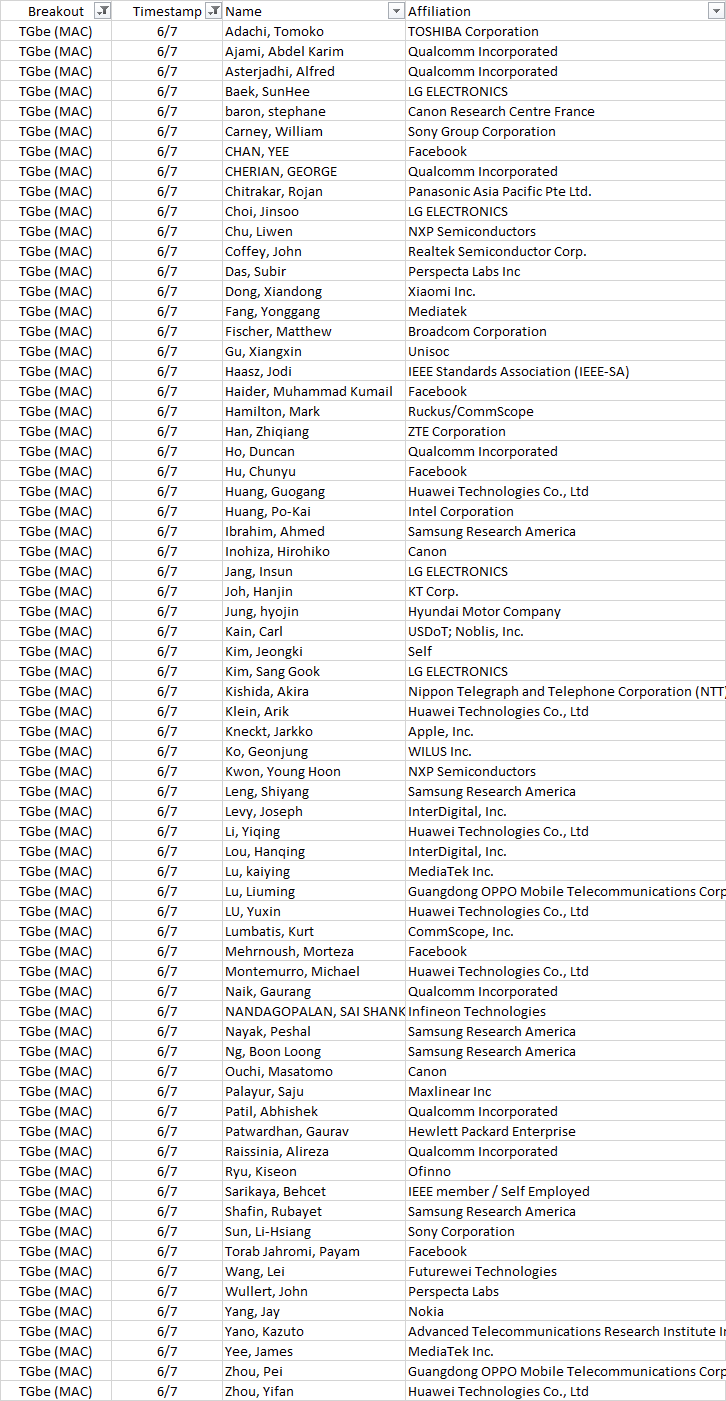 Breakout Timestamp Name Affiliation
TGbe (MAC) 6/7 Adachi, Tomoko TOSHIBA Corporation
TGbe (MAC) 6/7 Ajami, Abdel Karim Qualcomm Incorporated
TGbe (MAC) 6/7 Asterjadhi, Alfred Qualcomm Incorporated
TGbe (MAC) 6/7 Baek, SunHee LG ELECTRONICS
TGbe (MAC) 6/7 baron, stephane Canon Research Centre France
TGbe (MAC) 6/7 Carney, William Sony Group Corporation
TGbe (MAC) 6/7 CHAN, YEE Facebook
TGbe (MAC) 6/7 CHERIAN, GEORGE Qualcomm Incorporated
TGbe (MAC) 6/7 Chitrakar, Rojan Panasonic Asia Pacific Pte Ltd.
TGbe (MAC) 6/7 Choi, Jinsoo LG ELECTRONICS
TGbe (MAC) 6/7 Chu, Liwen NXP Semiconductors
TGbe (MAC) 6/7 Coffey, John Realtek Semiconductor Corp.
TGbe (MAC) 6/7 Das, Subir Perspecta Labs Inc
TGbe (MAC) 6/7 Dong, Xiandong Xiaomi Inc.
TGbe (MAC) 6/7 Fang, Yonggang Mediatek
TGbe (MAC) 6/7 Fischer, Matthew Broadcom Corporation
TGbe (MAC) 6/7 Gu, Xiangxin Unisoc
TGbe (MAC) 6/7 Haasz, Jodi IEEE Standards Association (IEEE-SA)
TGbe (MAC) 6/7 Haider, Muhammad Kumail Facebook
TGbe (MAC) 6/7 Hamilton, Mark Ruckus/CommScope
TGbe (MAC) 6/7 Han, Zhiqiang ZTE Corporation
TGbe (MAC) 6/7 Ho, Duncan Qualcomm Incorporated
TGbe (MAC) 6/7 Hu, Chunyu Facebook
TGbe (MAC) 6/7 Huang, Guogang Huawei Technologies Co., Ltd
TGbe (MAC) 6/7 Huang, Po-Kai Intel Corporation
TGbe (MAC) 6/7 Ibrahim, Ahmed Samsung Research America
TGbe (MAC) 6/7 Inohiza, Hirohiko Canon
TGbe (MAC) 6/7 Jang, Insun LG ELECTRONICS
TGbe (MAC) 6/7 Joh, Hanjin KT Corp.
TGbe (MAC) 6/7 Jung, hyojin Hyundai Motor Company
TGbe (MAC) 6/7 Kain, Carl USDoT; Noblis, Inc.
TGbe (MAC) 6/7 Kim, Jeongki Self
TGbe (MAC) 6/7 Kim, Sang Gook LG ELECTRONICS
TGbe (MAC) 6/7 Kishida, Akira Nippon Telegraph and Telephone Corporation (NTT)
TGbe (MAC) 6/7 Klein, Arik Huawei Technologies Co., Ltd
TGbe (MAC) 6/7 Kneckt, Jarkko Apple, Inc.
TGbe (MAC) 6/7 Ko, Geonjung WILUS Inc.
TGbe (MAC) 6/7 Kwon, Young Hoon NXP Semiconductors
TGbe (MAC) 6/7 Leng, Shiyang Samsung Research America
TGbe (MAC) 6/7 Levy, Joseph InterDigital, Inc.
TGbe (MAC) 6/7 Li, Yiqing Huawei Technologies Co., Ltd
TGbe (MAC) 6/7 Lou, Hanqing InterDigital, Inc.
TGbe (MAC) 6/7 Lu, kaiying MediaTek Inc.
TGbe (MAC) 6/7 Lu, Liuming Guangdong OPPO Mobile Telecommunications Corp
TGbe (MAC) 6/7 LU, Yuxin Huawei Technologies Co., Ltd
TGbe (MAC) 6/7 Lumbatis, Kurt CommScope, Inc.
TGbe (MAC) 6/7 Mehrnoush, Morteza Facebook
TGbe (MAC) 6/7 Montemurro, Michael Huawei Technologies Co., Ltd
TGbe (MAC) 6/7 Naik, Gaurang Qualcomm Incorporated
TGbe (MAC) 6/7 NANDAGOPALAN, SAI SHANK Infineon Technologies
TGbe (MAC) 6/7 Nayak, Peshal Samsung Research America
TGbe (MAC) 6/7 Ng, Boon Loong Samsung Research America
TGbe (MAC) 6/7 Ouchi, Masatomo Canon
TGbe (MAC) 6/7 Palayur, Saju Maxlinear Inc
TGbe (MAC) 6/7 Patil, Abhishek Qualcomm Incorporated
TGbe (MAC) 6/7 Patwardhan, Gaurav Hewlett Packard Enterprise
TGbe (MAC) 6/7 Raissinia, Alireza Qualcomm Incorporated
TGbe (MAC) 6/7 Ryu, Kiseon Ofinno
TGbe (MAC) 6/7 Sarikaya, Behcet IEEE member / Self Employed
TGbe (MAC) 6/7 Shafin, Rubayet Samsung Research America
TGbe (MAC) 6/7 Sun, Li-Hsiang Sony Corporation
TGbe (MAC) 6/7 Torab Jahromi, Payam Facebook
TGbe (MAC) 6/7 Wang, Lei Futurewei Technologies
TGbe (MAC) 6/7 Wullert, John Perspecta Labs
TGbe (MAC) 6/7 Yang, Jay Nokia
TGbe (MAC) 6/7 Yano, Kazuto Advanced Telecommunications Research Institute
TGbe (MAC) 6/7 Yee, James MediaTek Inc.
TGbe (MAC) 6/7 Zhou, Pei Guangdong OPPO Mobile Telecommunications Corp
TGbe (MAC) 6/7 Zhou, Yifan Huawei Technologies Co., Ltd